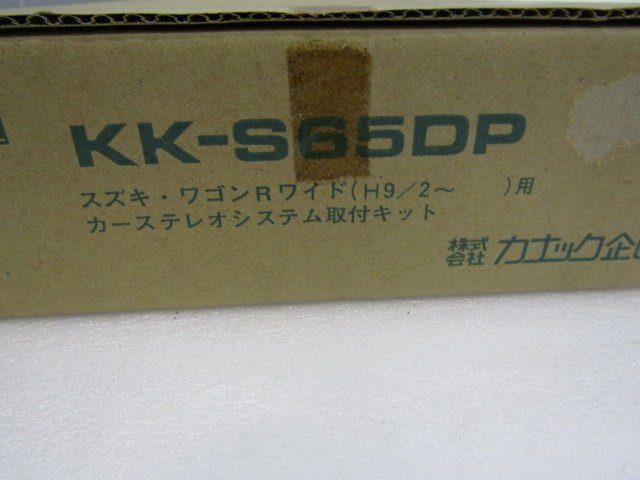 KK-S65DP
スズキ・ワゴンRワイド(H9/2～　　)用
カーステレオシステム取付キット
株式会社 カナック企